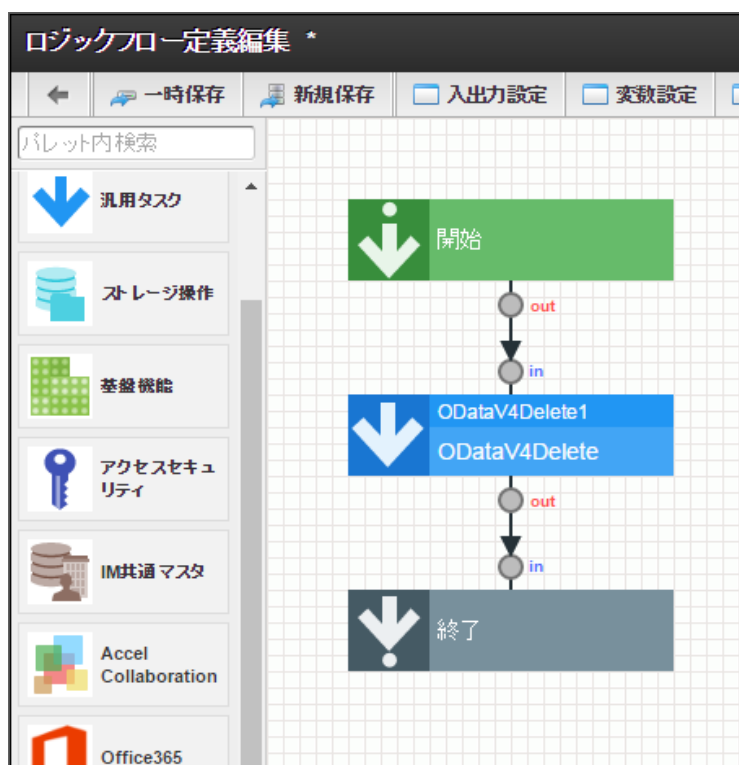 ロジックフロー定義編集 *
一時保存
新規保存
入出力設定
変数設定
パレット内検索
汎用タスク
ストレージ操作
基盤機能
アクセスセキュ
リティ
IM共通マスタ
Accel
Collaboration
Office365
開始
out
in
ODataV4Delete1
ODataV4Delete
out
in
終了